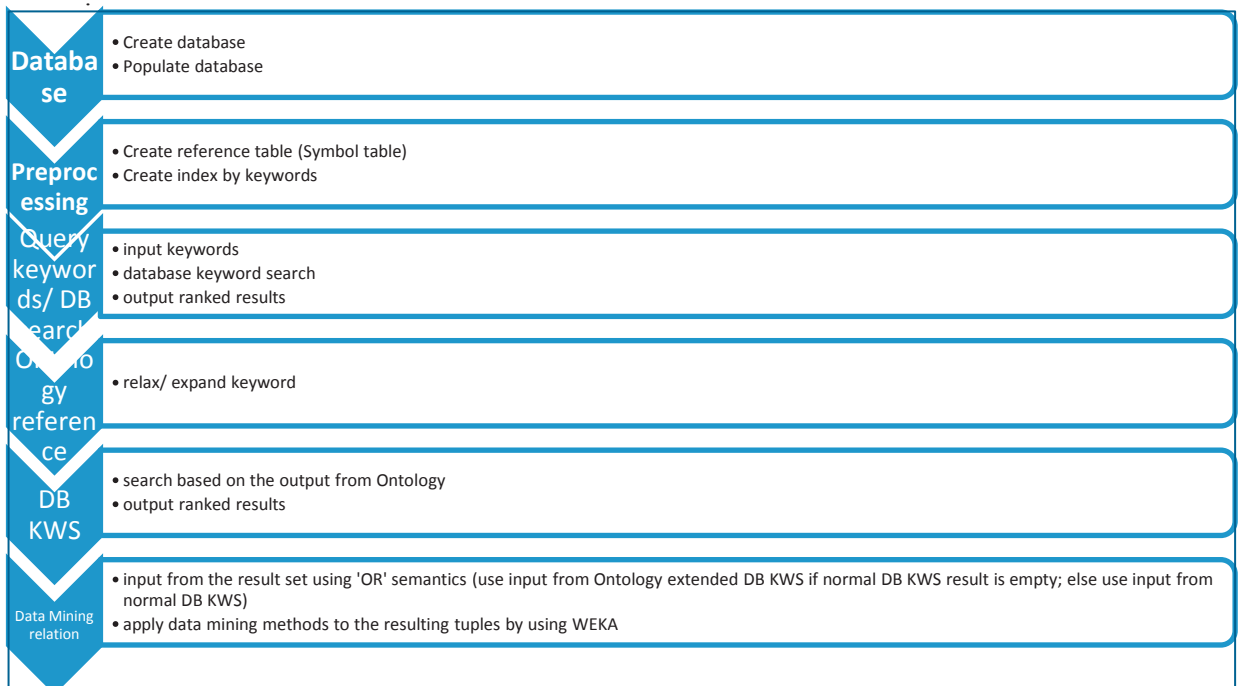 Databa
se
• Create database
• Populate database
Preproc
essing
• Create reference table (Symbol table)
• Create index by keywords
Query
keywor
ds/ DB
search
• input keywords
• database keyword search
• output ranked results
gy
referen
ce
• relax/ expand keyword
DB
KWS
• search based on the output from Ontology
• output ranked results
Data Mining
relation
• input from the result set using 'OR' semantics (use input from Ontology extended DB KWS if normal DB KWS result is empty; else use input from
normal DB KWS)
• apply data mining methods to the resulting tuples by using WEKA